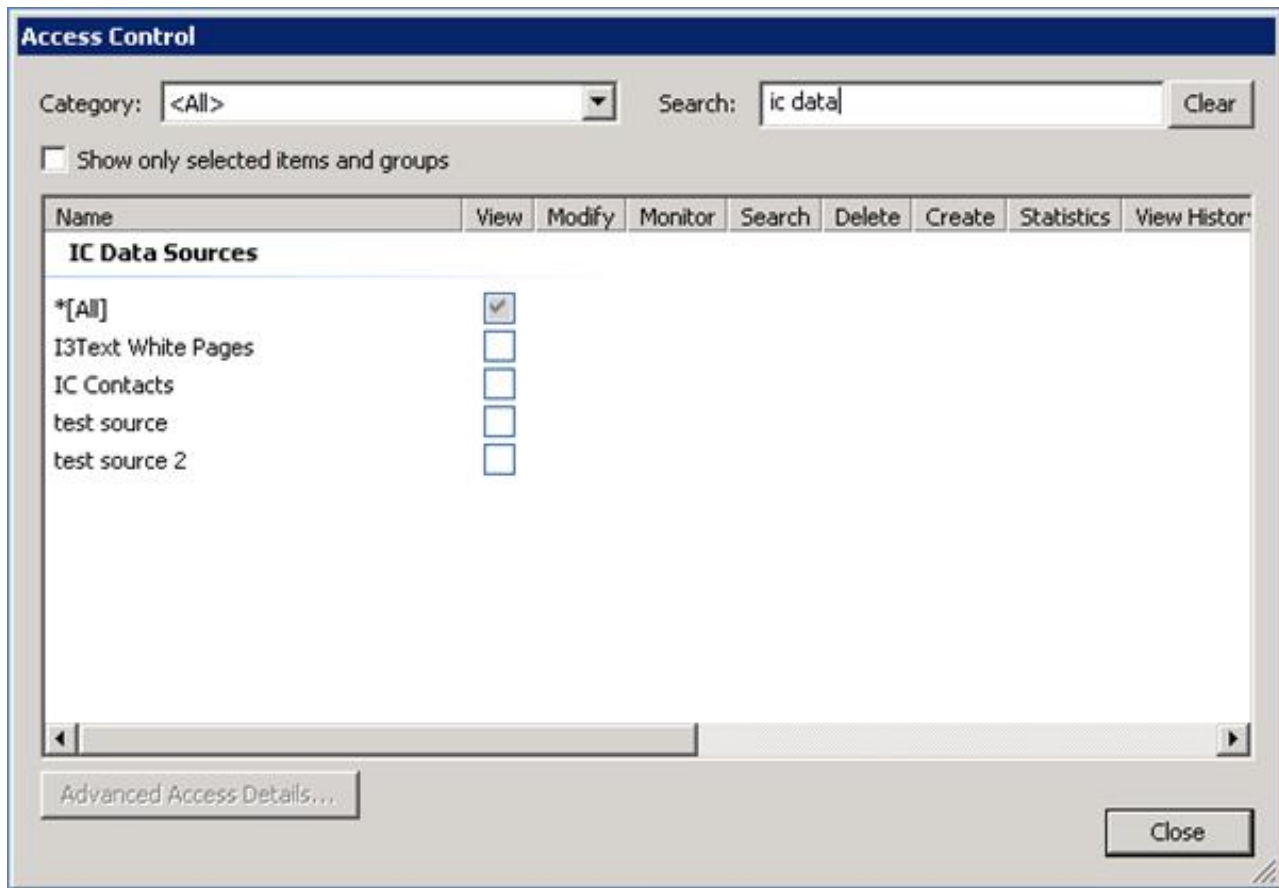 Access Control
Category: <All> Search: ic data Clear
Show only selected items and groups
Name View Modify Monitor Search Delete Create Statistics View Histor
IC Data Sources
*[All]
I3Text White Pages
IC Contacts
test source
test source 2
Advanced Access Details...
Close